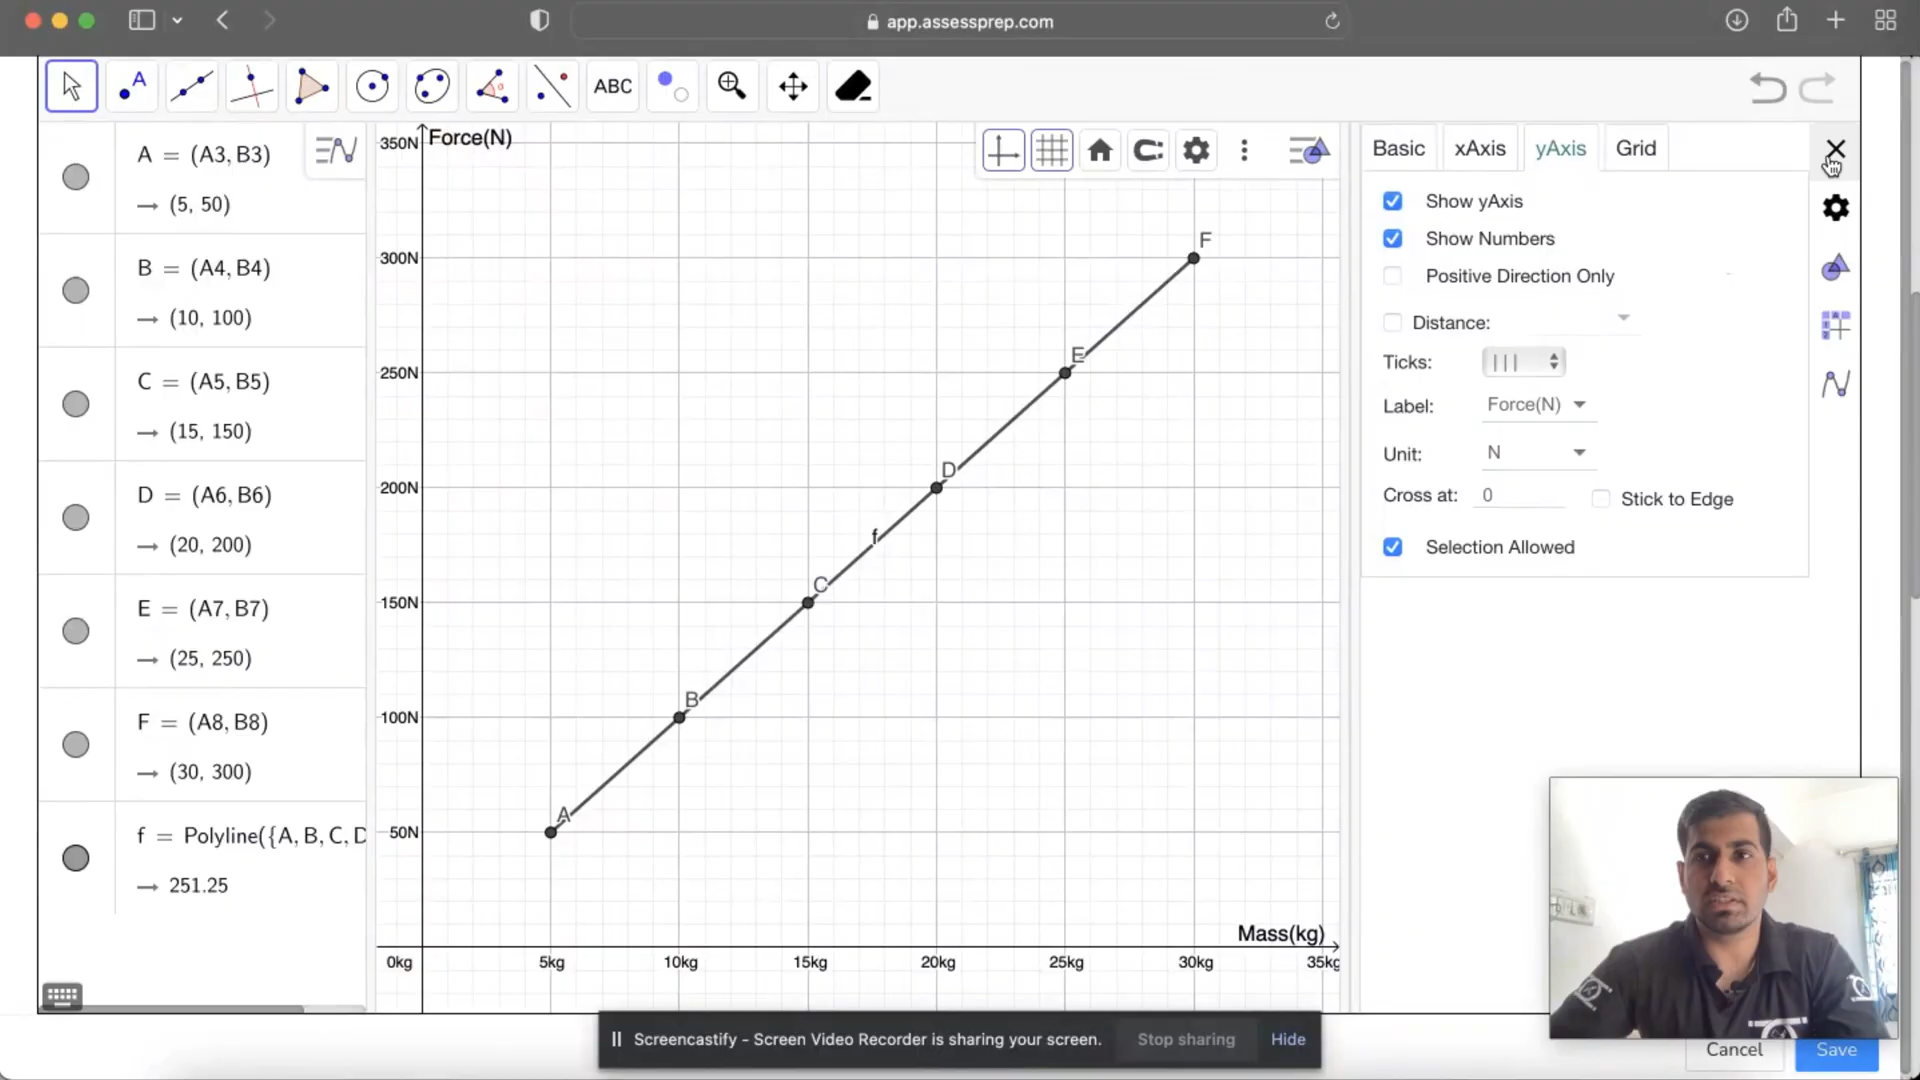 app.assessprep.com
A
ABC
A = (A3, B3)
→ (5, 50)
B = (A4, B4)
→ (10, 100)
C = (A5, B5)
→ (15, 150)
D = (A6, B6)
→ (20, 200)
E = (A7, B7)
→ (25, 250)
F = (A8, B8)
→ (30, 300)
f = Polyline({A, B, C, D
→ 251.25
Force(N)
350N
300N
250N
200N
150N
100N
50N
F
E
D
f
C
B
A
Mass(kg)
0kg 5kg 10kg 15kg 20kg 25kg 30kg 35kg
Basic xAxis yAxis Grid
Show yAxis
Show Numbers
Positive Direction Only
Distance:
Ticks:
Label: Force(N)
Unit: N
Cross at: 0 Stick to Edge
Selection Allowed
Screencastify - Screen Video Recorder is sharing your screen. Stop sharing Hide
Cancel Save